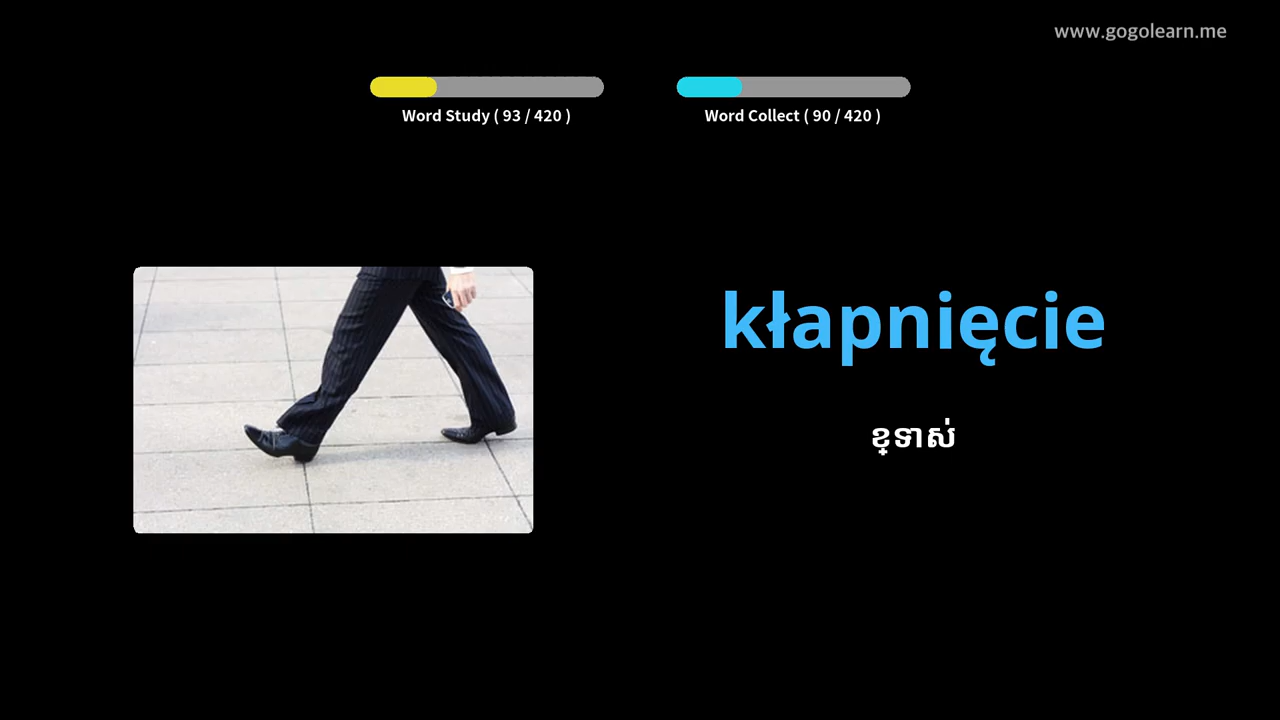 www.gogolearn.me
Word Study ( 93 / 420 )
Word Collect ( 90 / 420 )
kłapnięcie
ខ្ទាស់